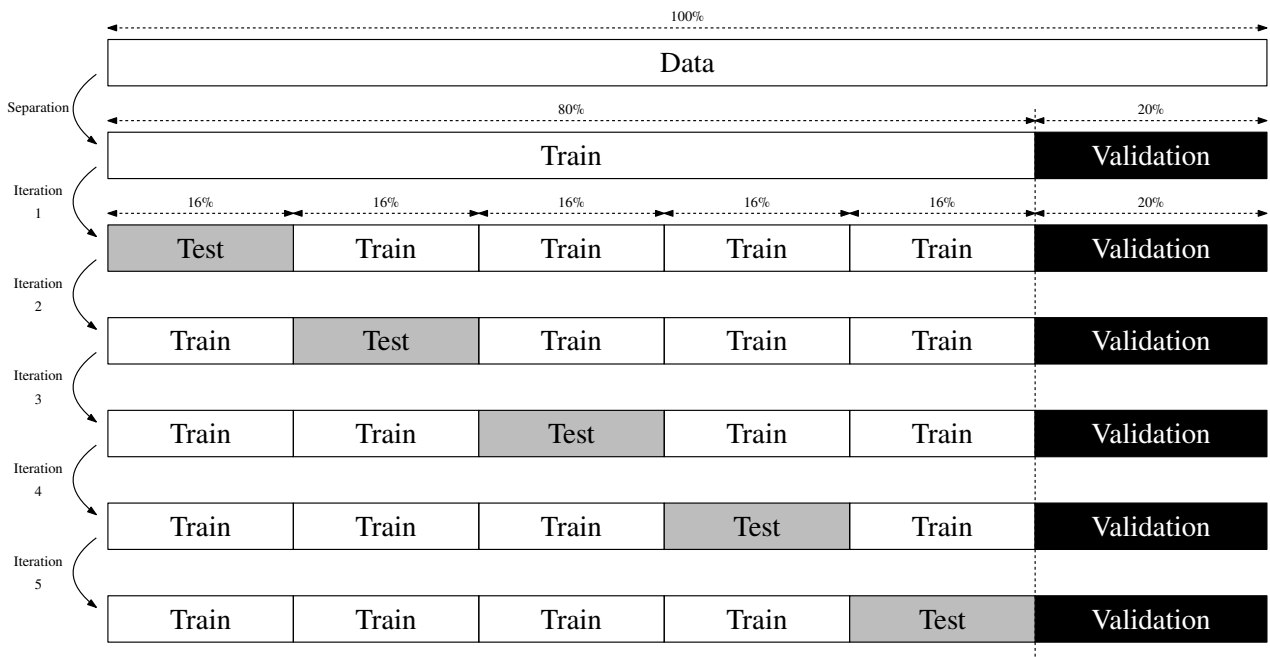 100%
Data
Separation
80% 20%
Train Validation
Iteration
1
16% 16% 16% 16% 16% 20%
Test Train Train Train Train Validation
Iteration
2
Train Test Train Train Train Validation
Iteration
3
Train Train Test Train Train Validation
Iteration
4
Train Train Train Test Train Validation
Iteration
5
Train Train Train Train Test Validation